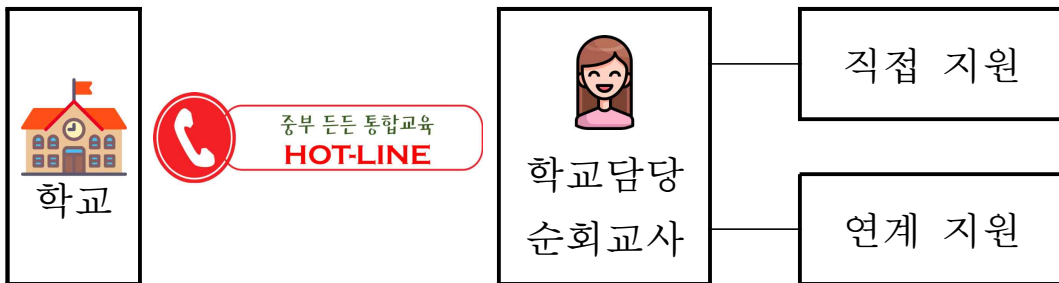 학교
중부 든든 통합교육
HOT-LINE
학교담당
순회교사
직접 지원
연계 지원